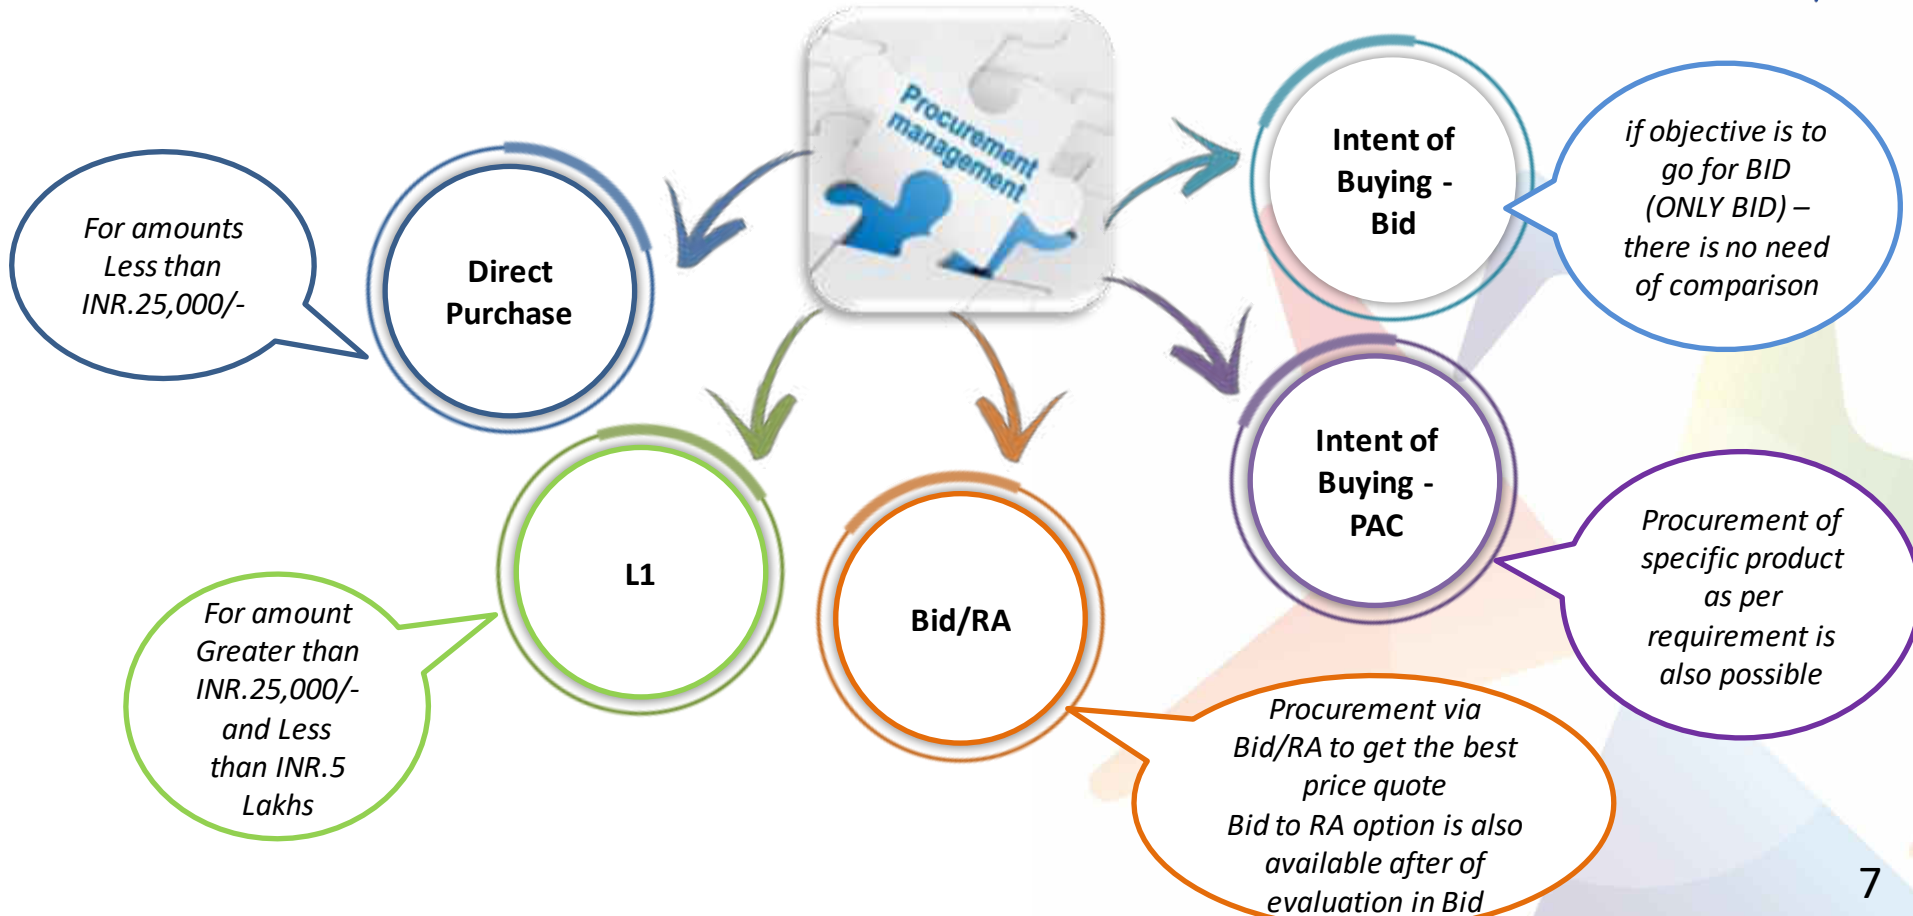 Procurement
management
Intent of
Buying -
Bid
if objective is to
go for BID
(ONLY BID) –
there is no need
of comparison
For amounts
Less than
INR.25,000/-
Direct
Purchase
Intent of
Buying -
PAC
Procurement of
specific product
as per
requirement is
also possible
L1
For amount
Greater than
INR.25,000/-
and Less
than INR.5
Lakhs
Bid/RA
Procurement via
Bid/RA to get the best
price quote
Bid to RA option is also
available after of
evaluation in Bid
7